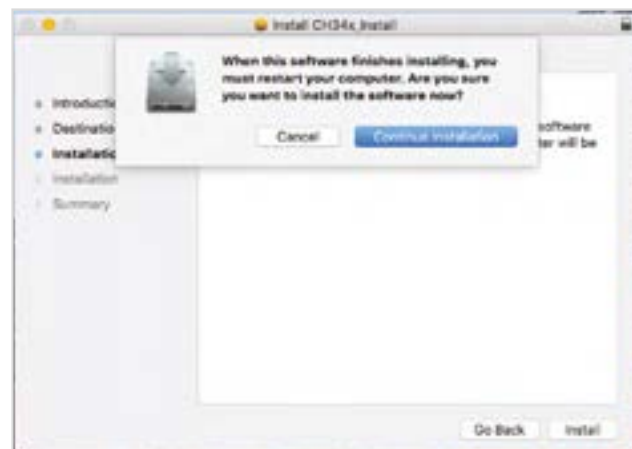 Install CH34x_Install
When this software finishes installing, you
must restart your computer. Are you sure
you want to install the software now?
Cancel
Continue Installation
Introductio
Destinatio
Installatio
Installation
Summary
software
ter will be
Go Back
Install